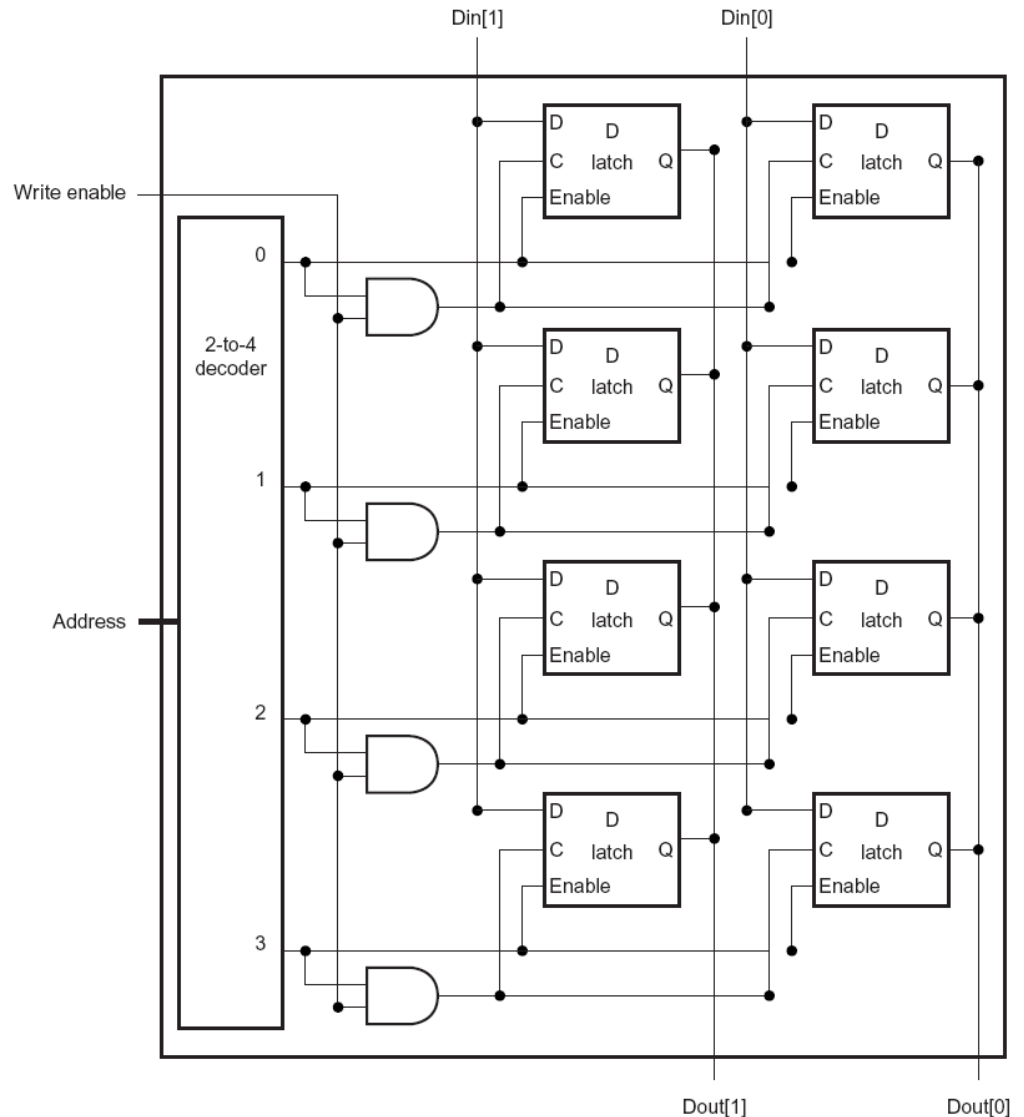 Din[1]
Din[0]
D
D
latch
C
Q
Enable
D
D
latch
C
Q
Enable
Write enable
0
2-to-4
decoder
D
D
latch
C
Q
Enable
D
D
latch
C
Q
Enable
1
D
D
latch
C
Q
Enable
D
D
latch
C
Q
Enable
Address
2
D
D
latch
C
Q
Enable
D
D
latch
C
Q
Enable
3
Dout[1]
Dout[0]